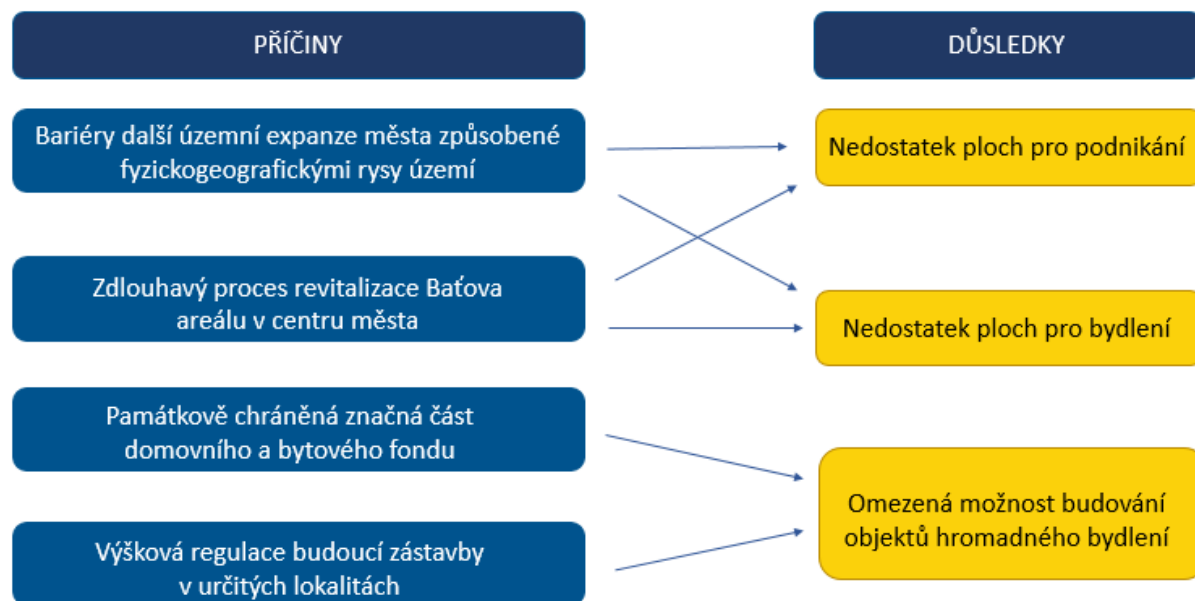 PŘÍČINY
DŮSLEDKY
Bariéry další územní expanze města způsobené
fyzickogeografickými rysy území
Nedostatek ploch pro podnikání
Zdlouhavý proces revitalizace Baťova
areálu v centru města
Nedostatek ploch pro bydlení
Památkově chráněná značná část
domovního a bytového fondu
Omezená možnost budování
objektů hromadného bydlení
Výšková regulace budoucí zástavby
v určitých lokalitách